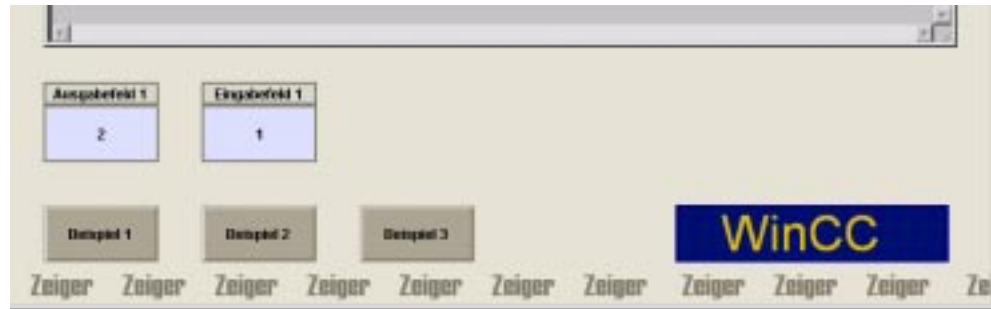 Ausgabefeld 1 Eingabefeld 1
2 1
Beispiel 1 Beispiel 2 Beispiel 3
WinCC
Zeiger Zeiger Zeiger Zeiger Zeiger Zeiger Zeiger Zeiger Zeiger Zeiger Ze